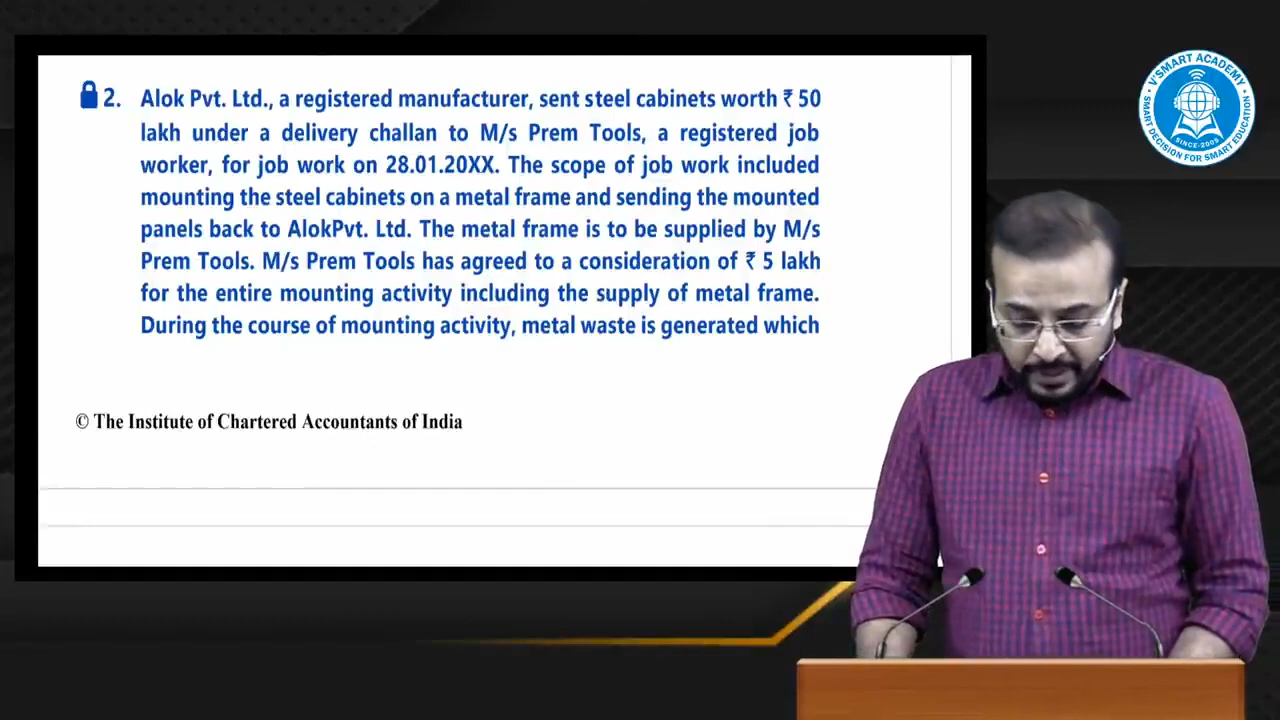 2. Alok Pvt. Ltd., a registered manufacturer, sent steel cabinets worth ₹ 50
lakh under a delivery challan to M/s Prem Tools, a registered job
worker, for job work on 28.01.20XX. The scope of job work included
mounting the steel cabinets on a metal frame and sending the mounted
panels back to AlokPvt. Ltd. The metal frame is to be supplied by M/s
Prem Tools. M/s Prem Tools has agreed to a consideration of ₹ 5 lakh
for the entire mounting activity including the supply of metal frame.
During the course of mounting activity, metal waste is generated which
© The Institute of Chartered Accountants of India
V'SMART ACADEMY
SINCE-2005
SMART DECISION FOR SMART EDUCATION